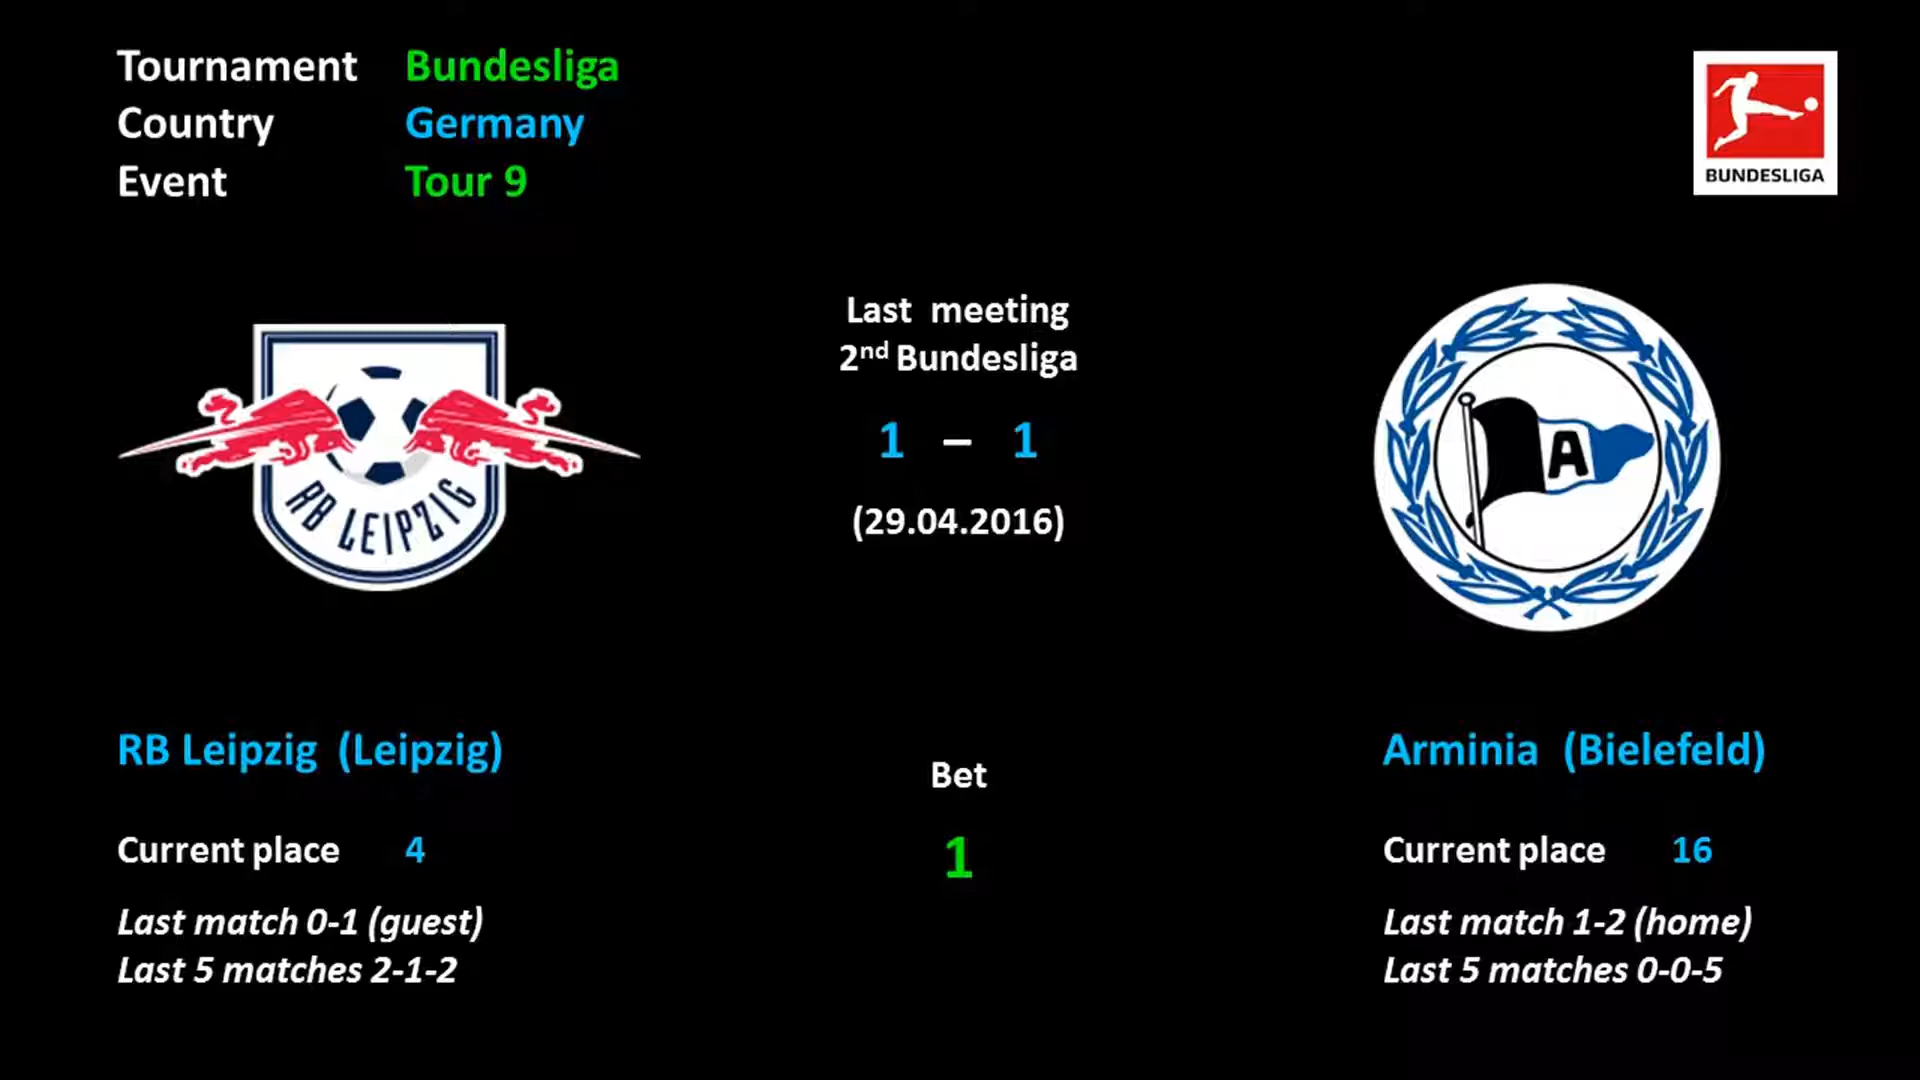 Tournament Bundesliga
Country Germany
Event Tour 9
BUNDESLIGA
Last meeting
2nd Bundesliga
1 – 1
(29.04.2016)
RB LEIPZIG
A
RB Leipzig (Leipzig)
Current place 4
Last match 0-1 (guest)
Last 5 matches 2-1-2
Bet
1
Arminia (Bielefeld)
Current place 16
Last match 1-2 (home)
Last 5 matches 0-0-5